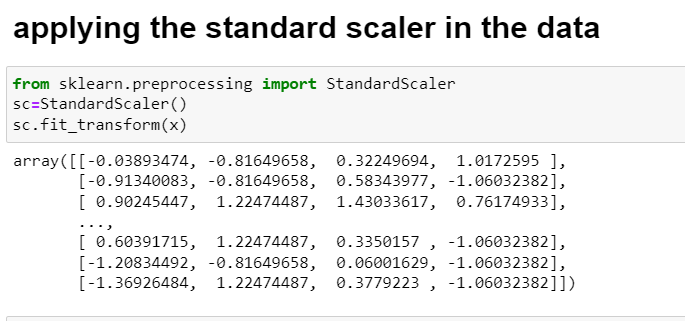 applying the standard scaler in the data
from sklearn.preprocessing import StandardScaler
sc=StandardScaler()
sc.fit_transform(x)
array([[-0.03893474, -0.81649658,  0.32249694,  1.0172595 ],
       [-0.91340083, -0.81649658,  0.58343977, -1.06032382],
       [ 0.90245447,  1.22474487,  1.43033617,  0.76174933],
       ...,
       [ 0.60391715,  1.22474487,  0.3350157 , -1.06032382],
       [-1.20834492, -0.81649658,  0.06001629, -1.06032382],
       [-1.36926484,  1.22474487,  0.3779223 , -1.06032382]])